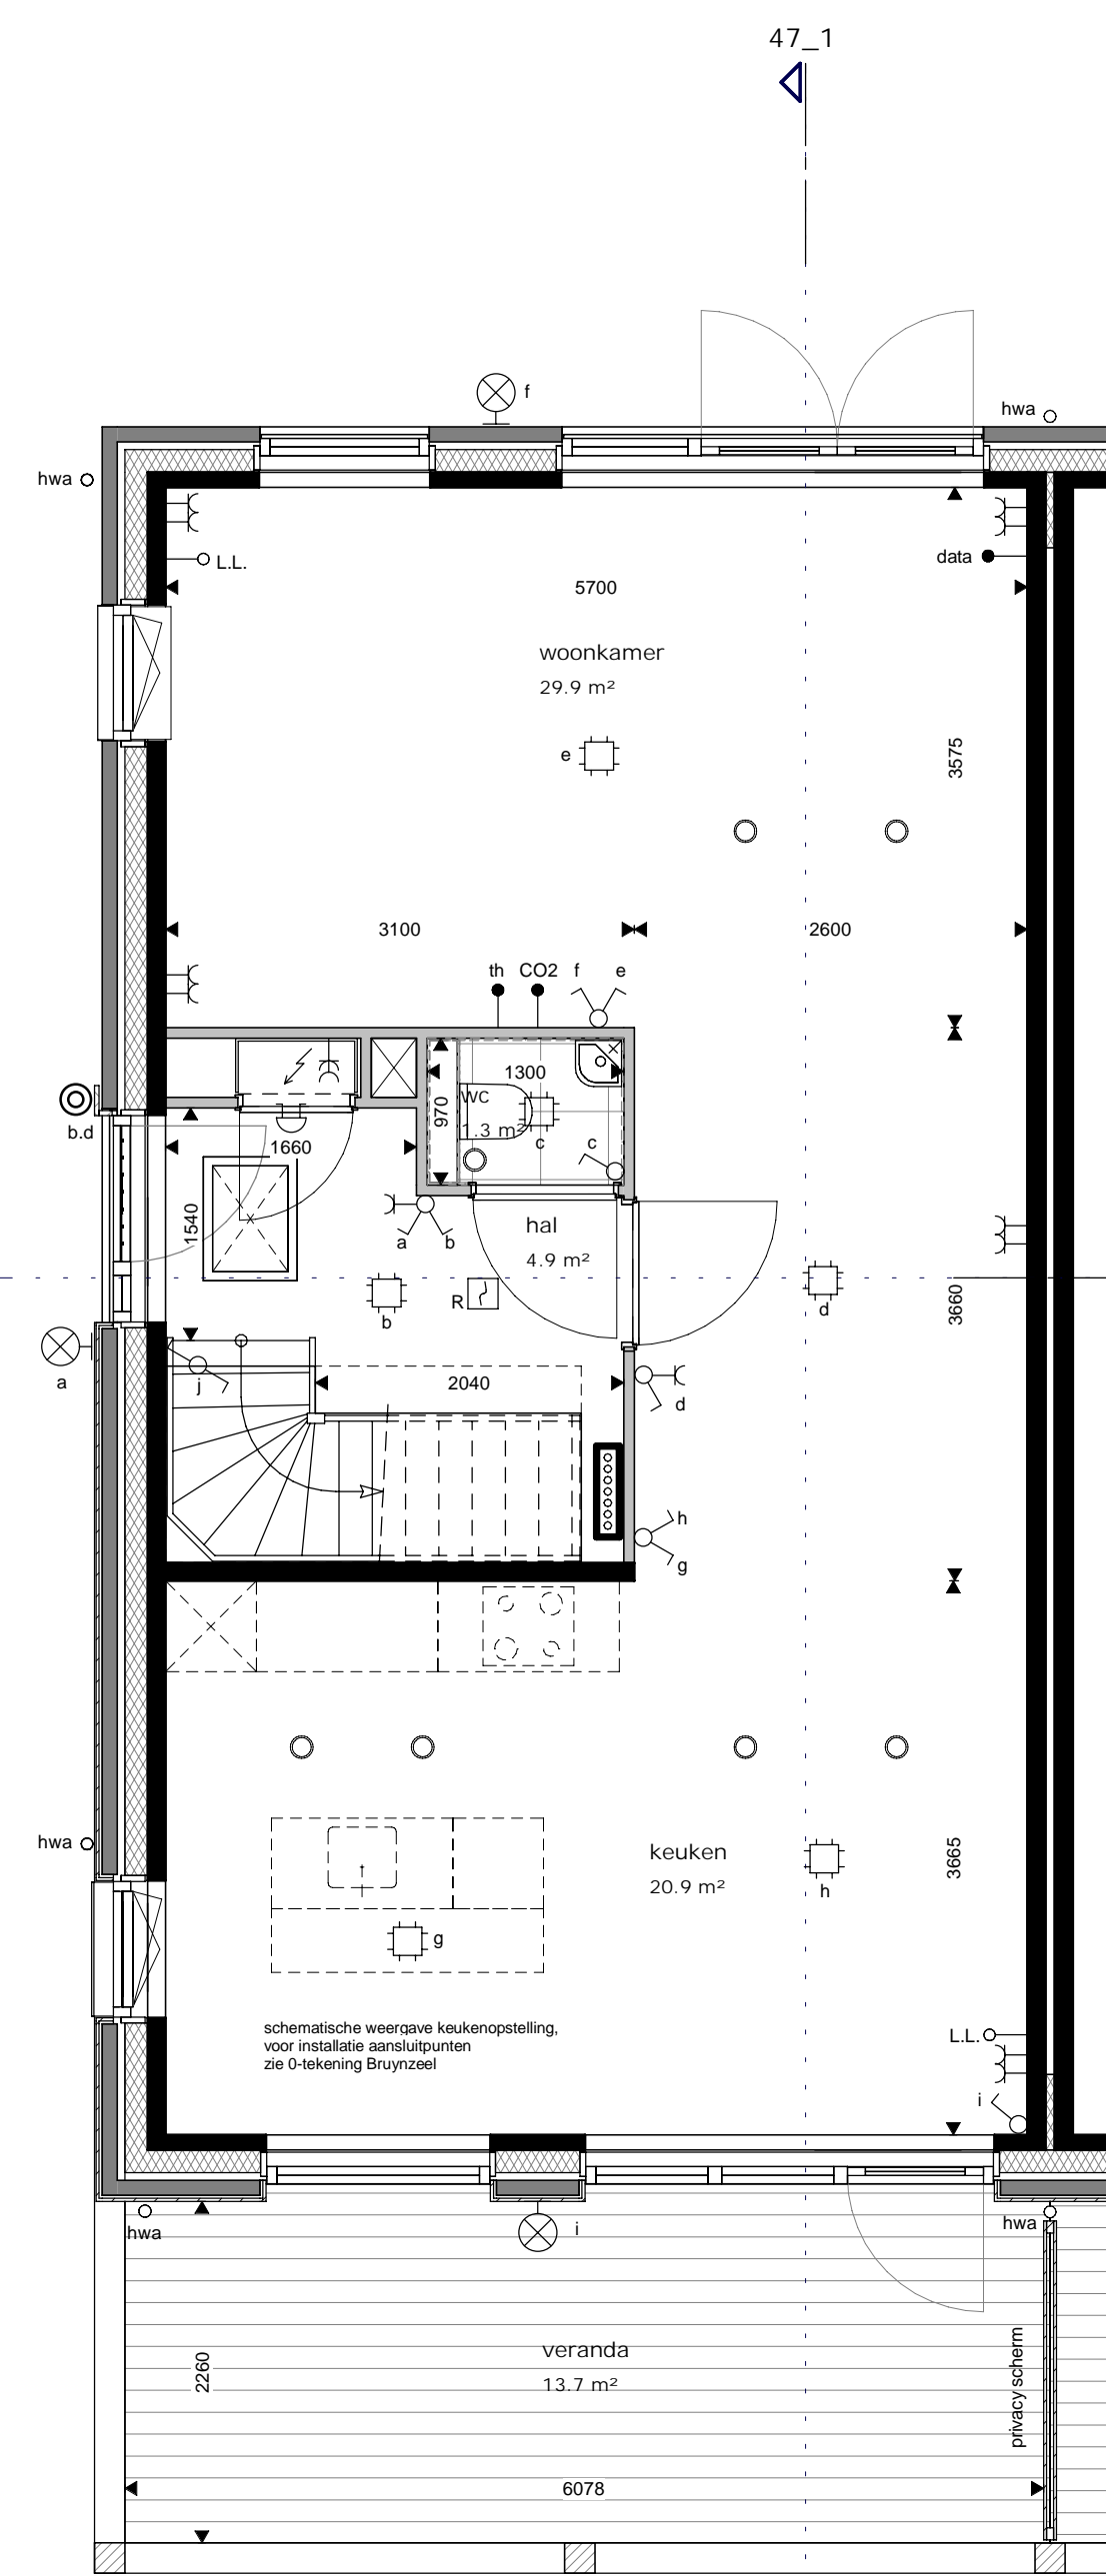 47_1
f
hwa
hwa
L.L.
data
5700
woonkamer
29.9 m²
e
3575
3100
2600
th
CO2
f
e
1300
WC
970
1.3 m²
c
c
b.d
1660
1540
a
b
hal
4.9 m²
R
b
d
3660
a
j
2040
d
h
g
hwa
keuken
20.9 m²
h
3665
g
schematische weergave keukenopstelling,
voor installatie aansluitpunten
zie 0-tekening Bruynzeel
L.L.
i
hwa
i
hwa
veranda
13.7 m²
2260
privacy scherm
6078